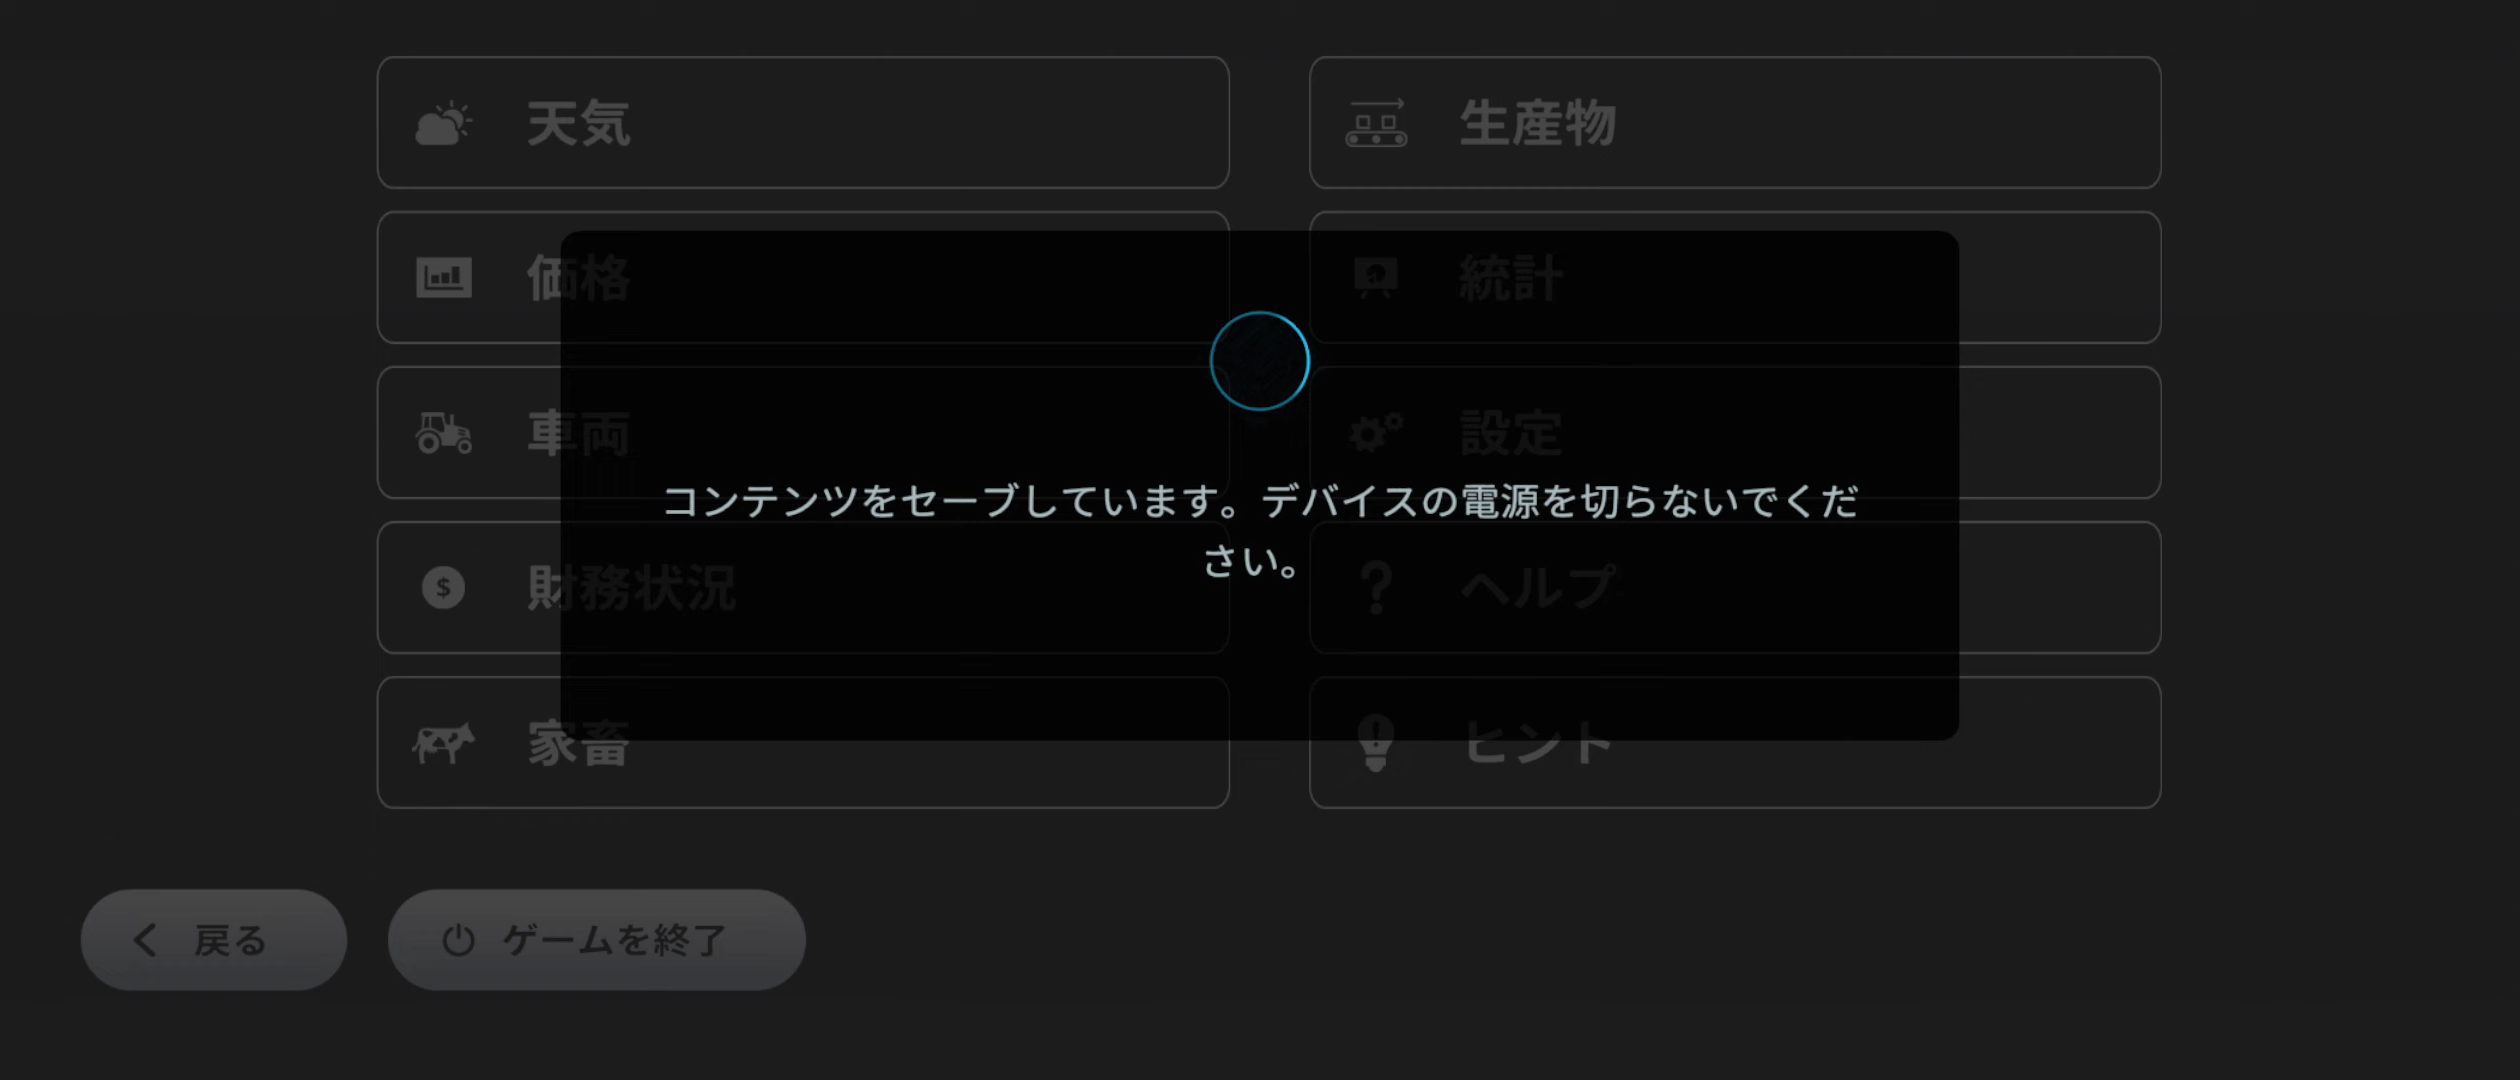 天気
生産物
価格
統計
車両
設定
コンテンツをセーブしています。デバイスの電源を切らないでくだ
さい。
財務状況
ヘルプ
家畜
ヒント
戻る
ゲームを終了